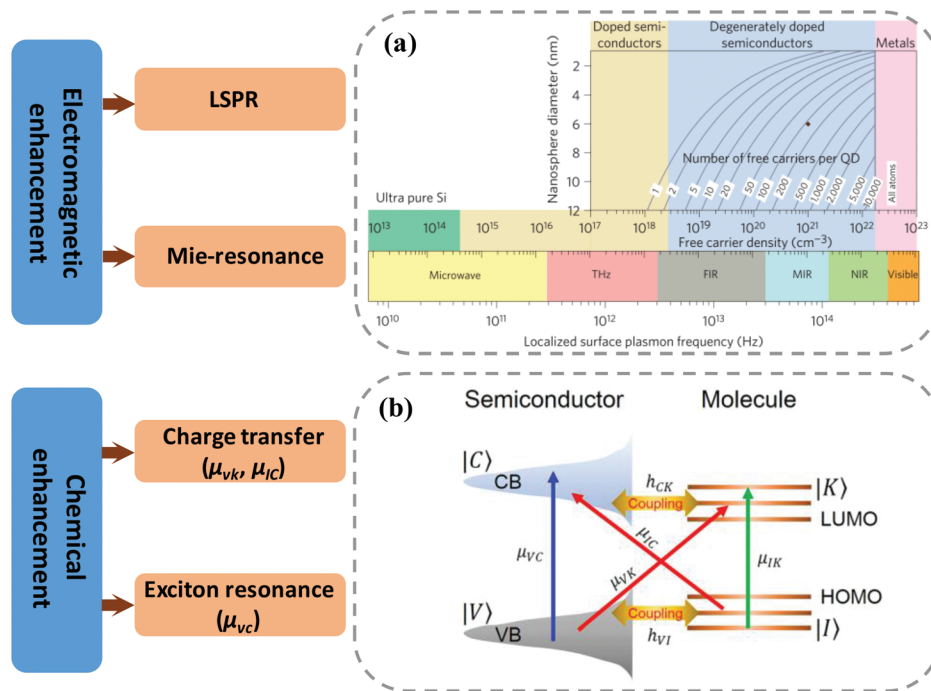 Electromagnetic
enhancement
LSPR
Mie-resonance
(a)
Doped semi-
conductors
Degenerately doped
semiconductors
Metals
Nanosphere diameter (nm)
2
4
6
8
10
12
Number of free carriers per QD
1
2
5
10
20
50
100
200
500
1,000
2,000
5,000
10,000
All atoms
Ultra pure Si
10¹³ 10¹⁴ 10¹⁵ 10¹⁶ 10¹⁷ 10¹⁸ 10¹⁹ 10²⁰ 10²¹ 10²² 10²³
Free carrier density (cm⁻³)
Microwave THz FIR MIR NIR Visible
10¹⁰ 10¹¹ 10¹² 10¹³ 10¹⁴
Localized surface plasmon frequency (Hz)
Chemical
enhancement
Charge transfer
(μvk, μIC)
Exciton resonance
(μvc)
(b)
Semiconductor Molecule
|C⟩
CB
hCK
Coupling
|K⟩
LUMO
μVC
μIC
μVK
μIK
HOMO
|V⟩
VB
Coupling
hVI
|I⟩